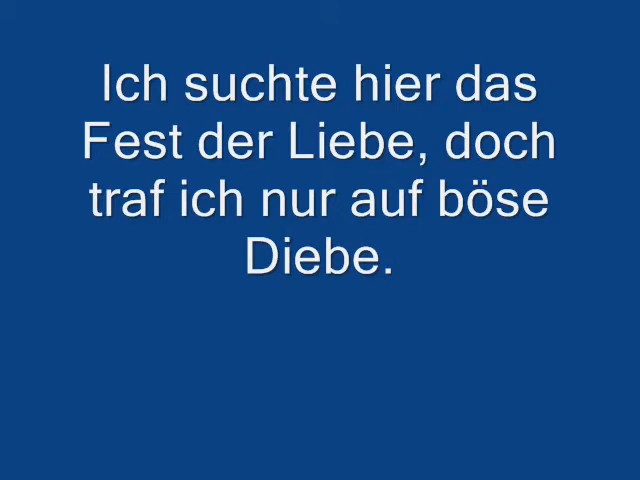 Ich suchte hier das
Fest der Liebe, doch
traf ich nur auf böse
Diebe.